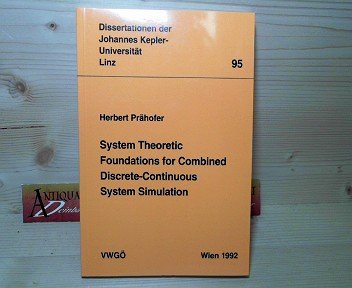 Dissertationen der
Johannes Kepler-
Universität
Linz 95
Herbert Prähofer
System Theoretic
Foundations for Combined
Discrete-Continuous
System Simulation
VWGÖ Wien 1992